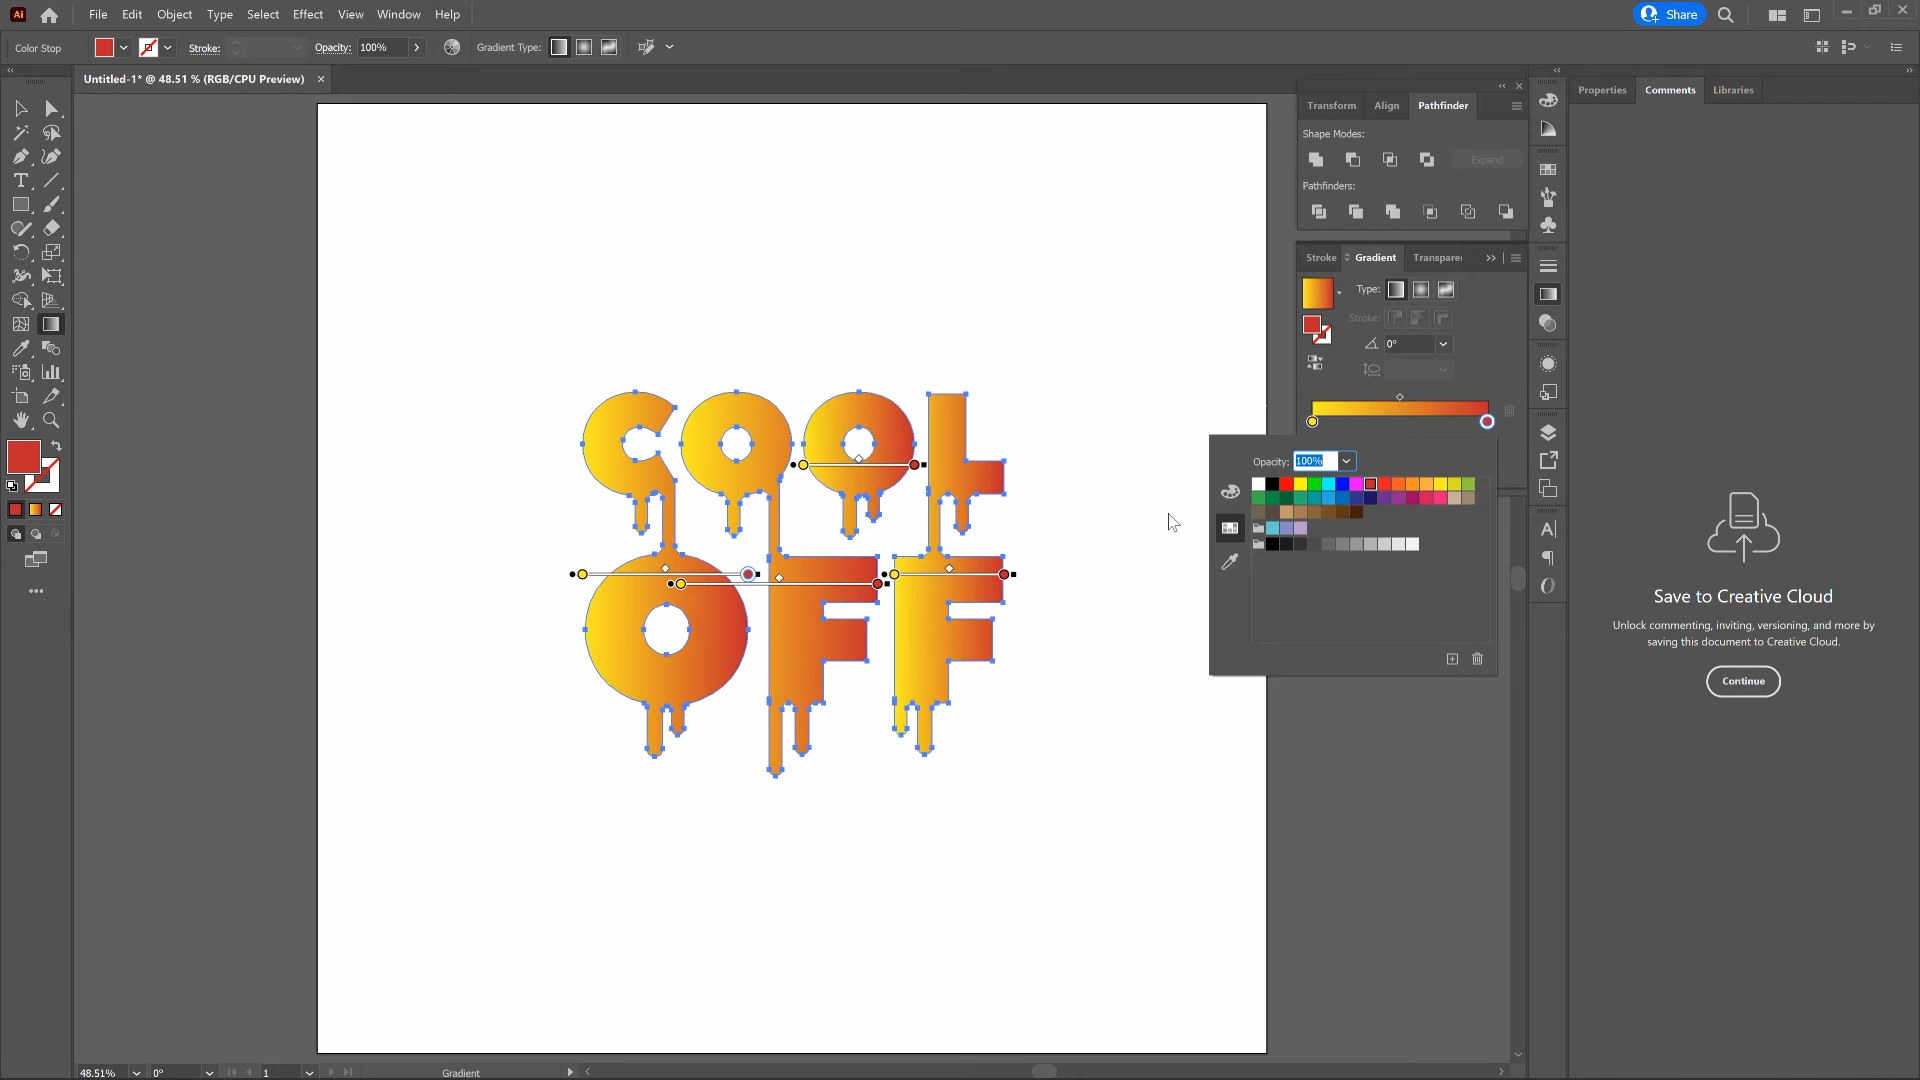 Ai File Edit Object Type Select Effect View Window Help Share
Color Stop Stroke: Opacity: 100% Gradient Type:
Untitled-1* @ 48.51 % (RGB/CPU Preview)
Properties Comments Libraries
Transform Align Pathfinder
Shape Modes:
Expand
Pathfinders:
Stroke Gradient Transparer
Type:
Stroke:
0°
Opacity: 100%
COOL
OFF
Save to Creative Cloud
Unlock commenting, inviting, versioning, and more by
saving this document to Creative Cloud.
Continue
48.51% 0° 1 Gradient